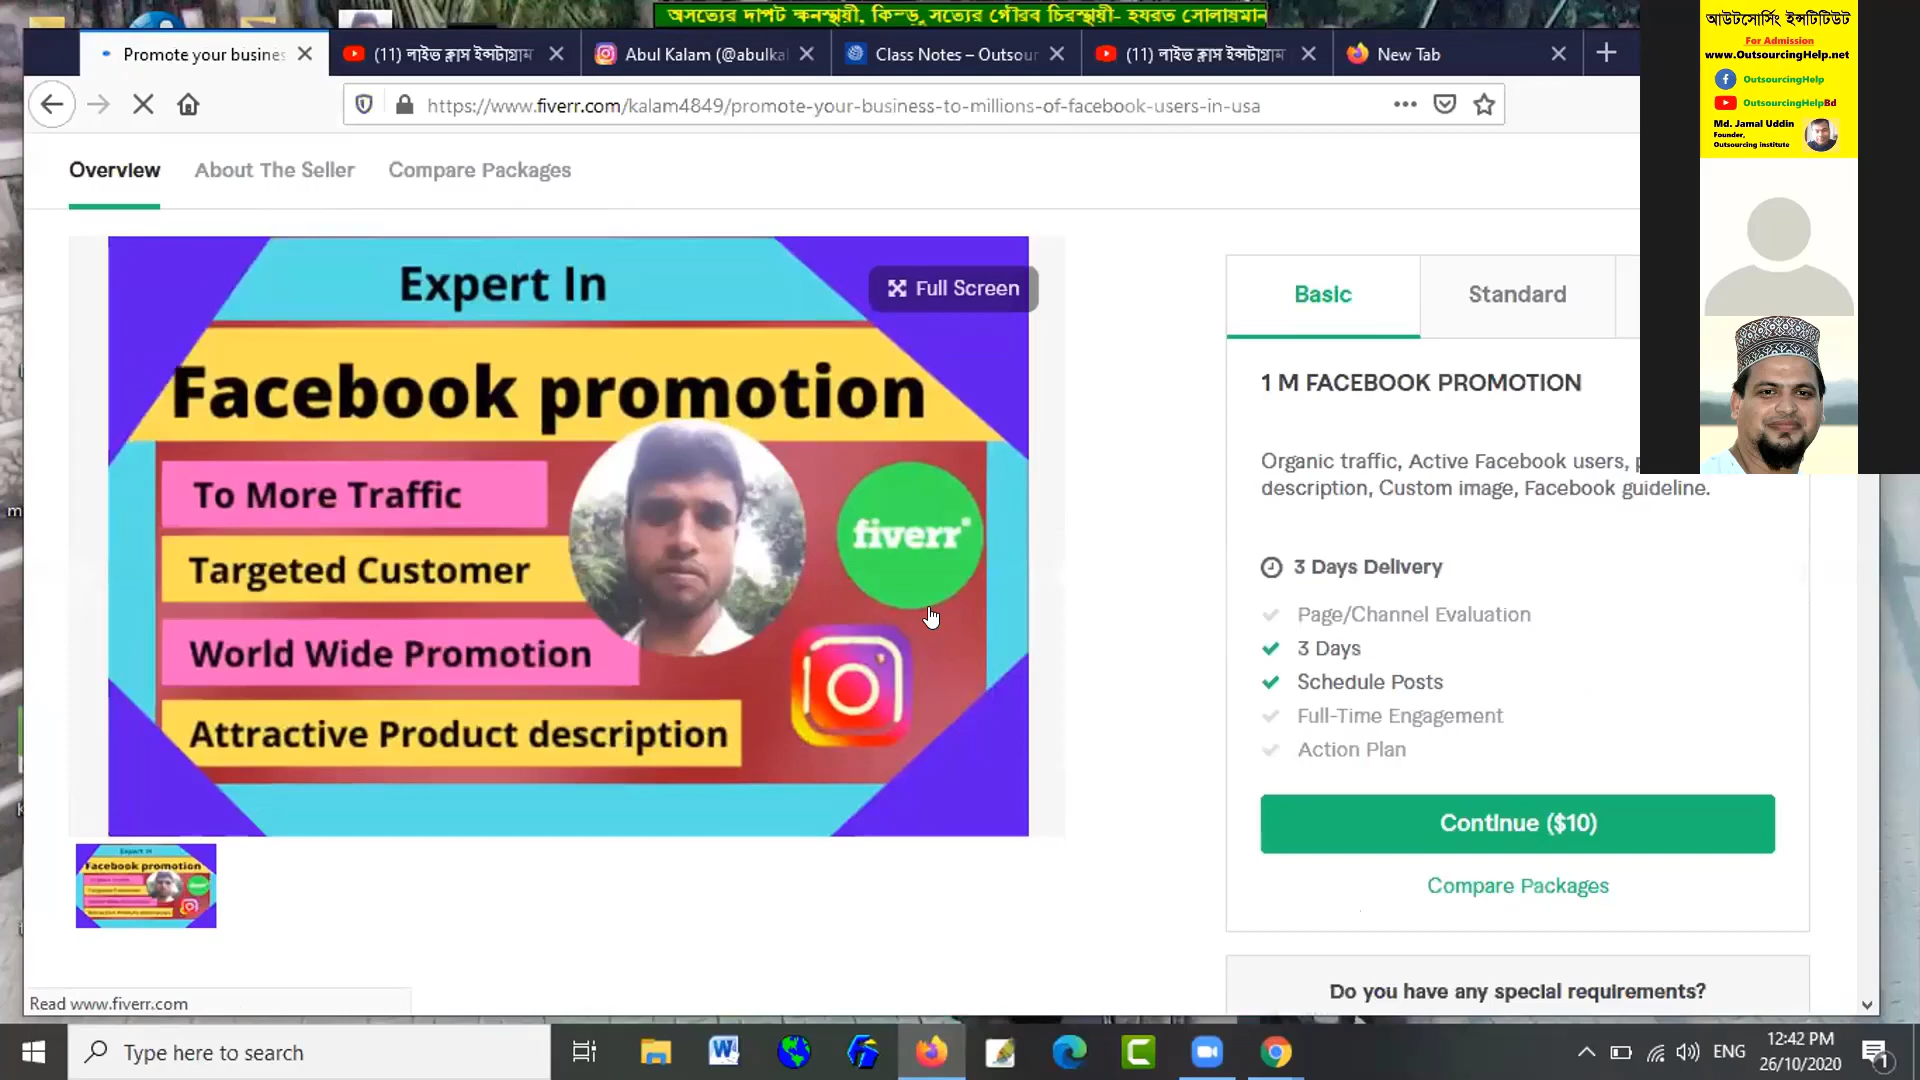 অসত্যের দাপট ক্ষনস্থায়ী, কিন্তু সত্যের গৌরব চিরস্থায়ী- হযরত সোলায়মান
আউটসোর্সিং ইন্সটিটিউট
For Admission
www.OutsourcingHelp.net
OutsourcingHelp
OutsourcingHelpBd
Md. Jamal Uddin
Founder,
Outsourcing institute
Promote your busines
(11) লাইভ ক্লাস ইন্সটাগ্রাম
Abul Kalam (@abulka
Class Notes – Outsour
(11) লাইভ ক্লাস ইন্সটাগ্রাম
New Tab
https://www.fiverr.com/kalam4849/promote-your-business-to-millions-of-facebook-users-in-usa
Overview
About The Seller
Compare Packages
Expert In
Full Screen
Facebook promotion
To More Traffic
Targeted Customer
World Wide Promotion
Attractive Product description
fiverr
Basic
Standard
1 M FACEBOOK PROMOTION
Organic traffic, Active Facebook users,
description, Custom image, Facebook guideline.
3 Days Delivery
Page/Channel Evaluation
3 Days
Schedule Posts
Full-Time Engagement
Action Plan
Continue ($10)
Compare Packages
Do you have any special requirements?
Expert In
Facebook promotion
Read www.fiverr.com
Type here to search
ENG
12:42 PM
26/10/2020
1